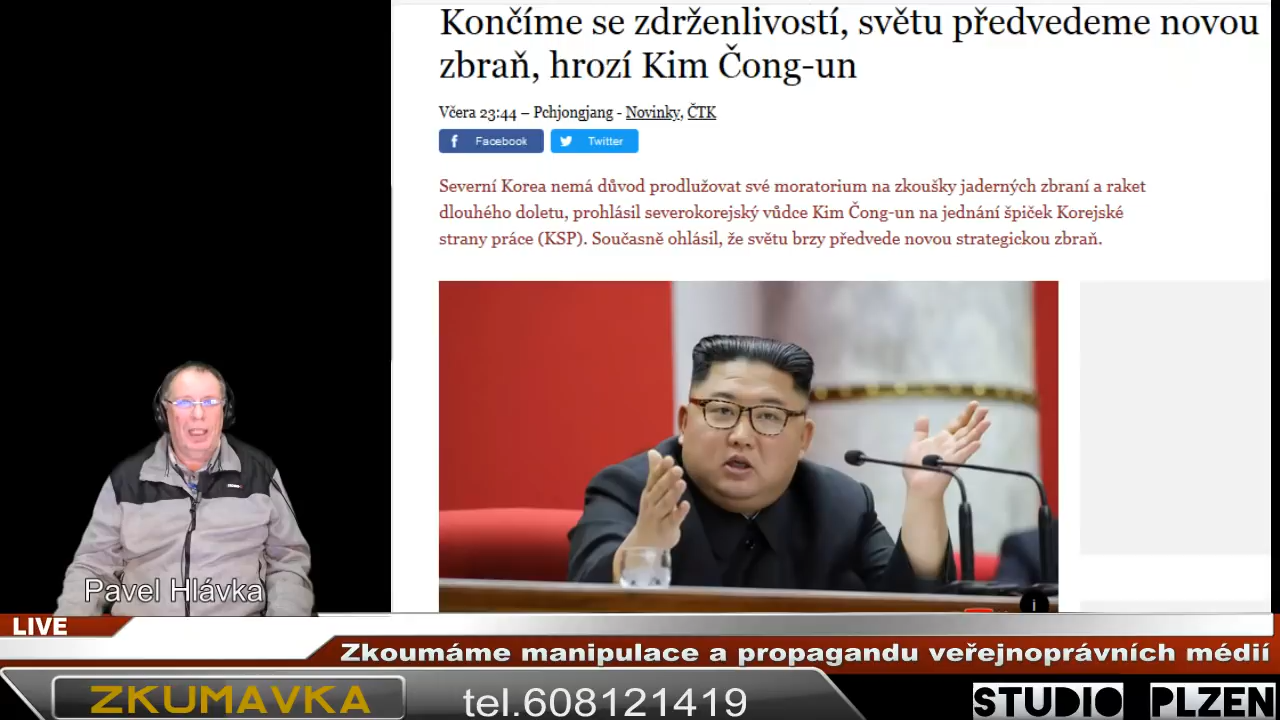 Končíme se zdrženlivostí, světu předvedeme novou
zbraň, hrozí Kim Čong-un
Včera 23:44 – Pchjongjang - Novinky, ČTK
Facebook
Twitter
Severní Korea nemá důvod prodlužovat své moratorium na zkoušky jaderných zbraní a raket
dlouhého doletu, prohlásil severokorejský vůdce Kim Čong-un na jednání špiček Korejské
strany práce (KSP). Současně ohlásil, že světu brzy předvede novou strategickou zbraň.
Pavel Hlávka
LIVE
Zkoumáme manipulace a propagandu veřejnoprávních médií
ZKUMAVKA
tel.608121419
STUDIO PLZEN